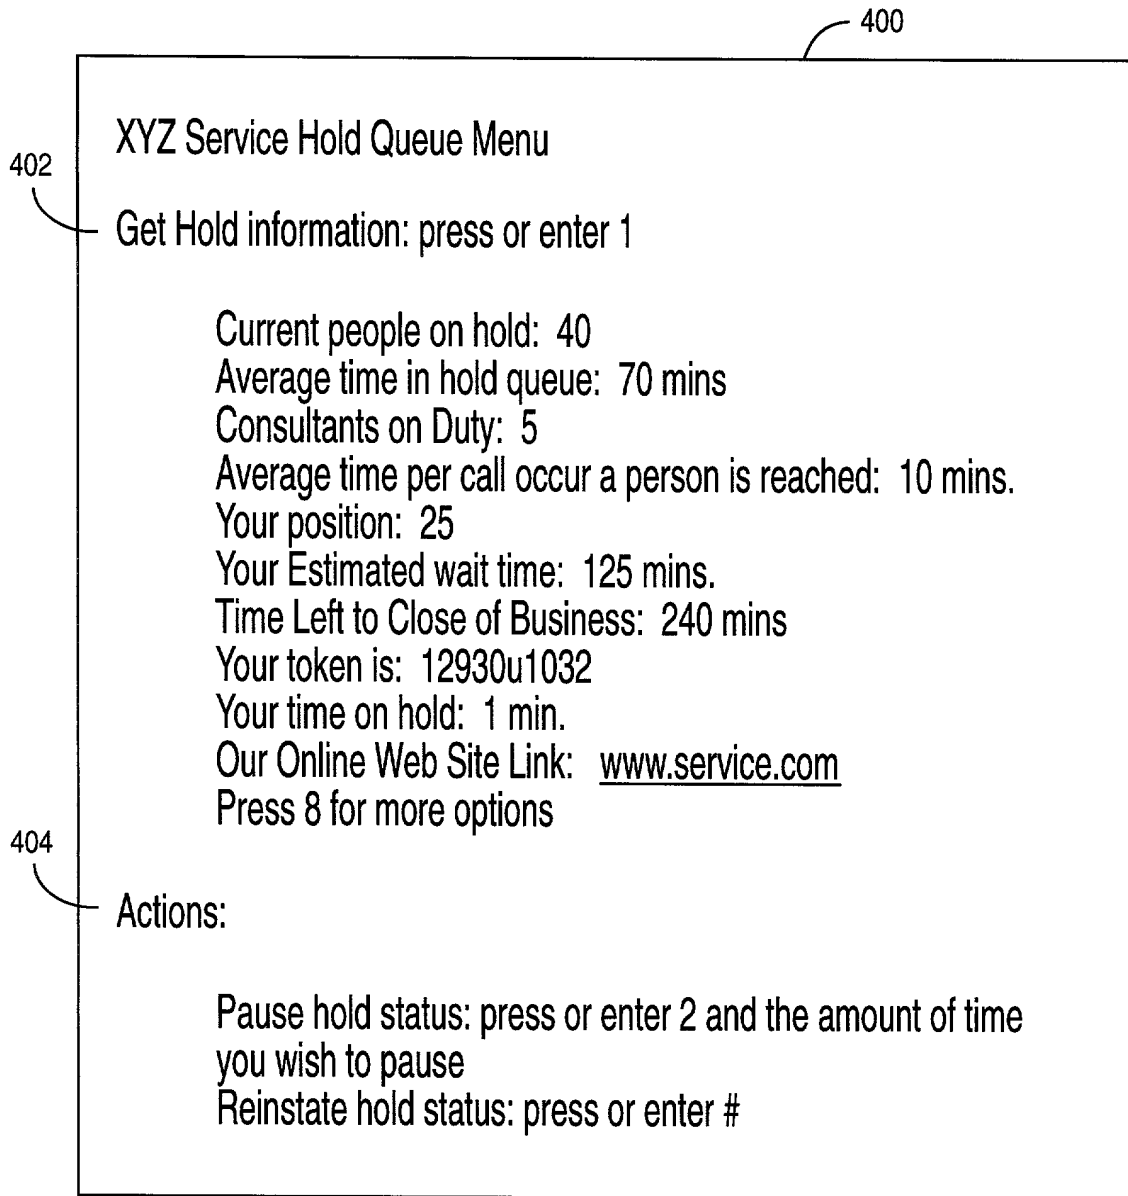 400
XYZ Service Hold Queue Menu
402
Get Hold information: press or enter 1
Current people on hold: 40
Average time in hold queue: 70 mins
Consultants on Duty: 5
Average time per call occur a person is reached: 10 mins.
Your position: 25
Your Estimated wait time: 125 mins.
Time Left to Close of Business: 240 mins
Your token is: 12930u1032
Your time on hold: 1 min.
Our Online Web Site Link: www.service.com
Press 8 for more options
404
Actions:
Pause hold status: press or enter 2 and the amount of time
you wish to pause
Reinstate hold status: press or enter #